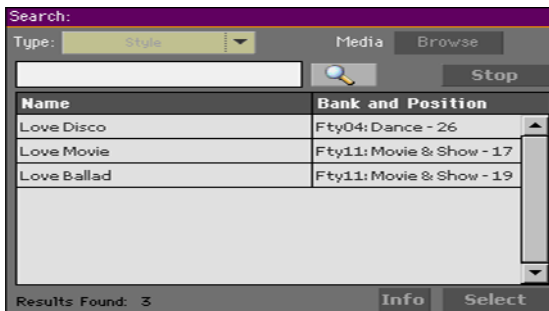 Search:
Type: Style Media Browse
Stop
Name Bank and Position
Love Disco Fty04: Dance - 26
Love Movie Fty11: Movie & Show - 17
Love Ballad Fty11: Movie & Show - 19
Results Found: 3 Info Select